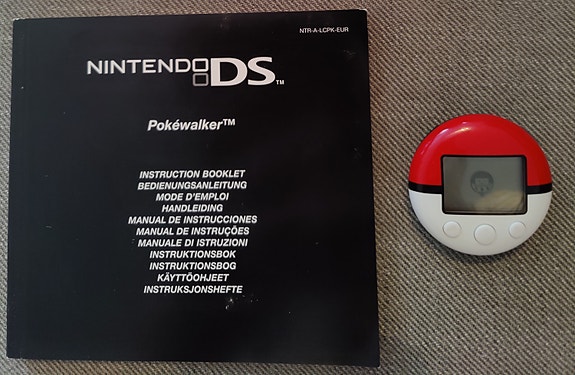 NTR-A-LCPK-EUR
NINTENDO DS™
Pokéwalker™
INSTRUCTION BOOKLET
BEDIENUNGSANLEITUNG
MODE D'EMPLOI
HANDLEIDING
MANUAL DE INSTRUCCIONES
MANUAL DE INSTRUÇÕES
MANUALE DI ISTRUZIONI
INSTRUKTIONSBOK
INSTRUKTIONSBOG
KÄYTTÖOHJEET
INSTRUKSJONSHEFTE